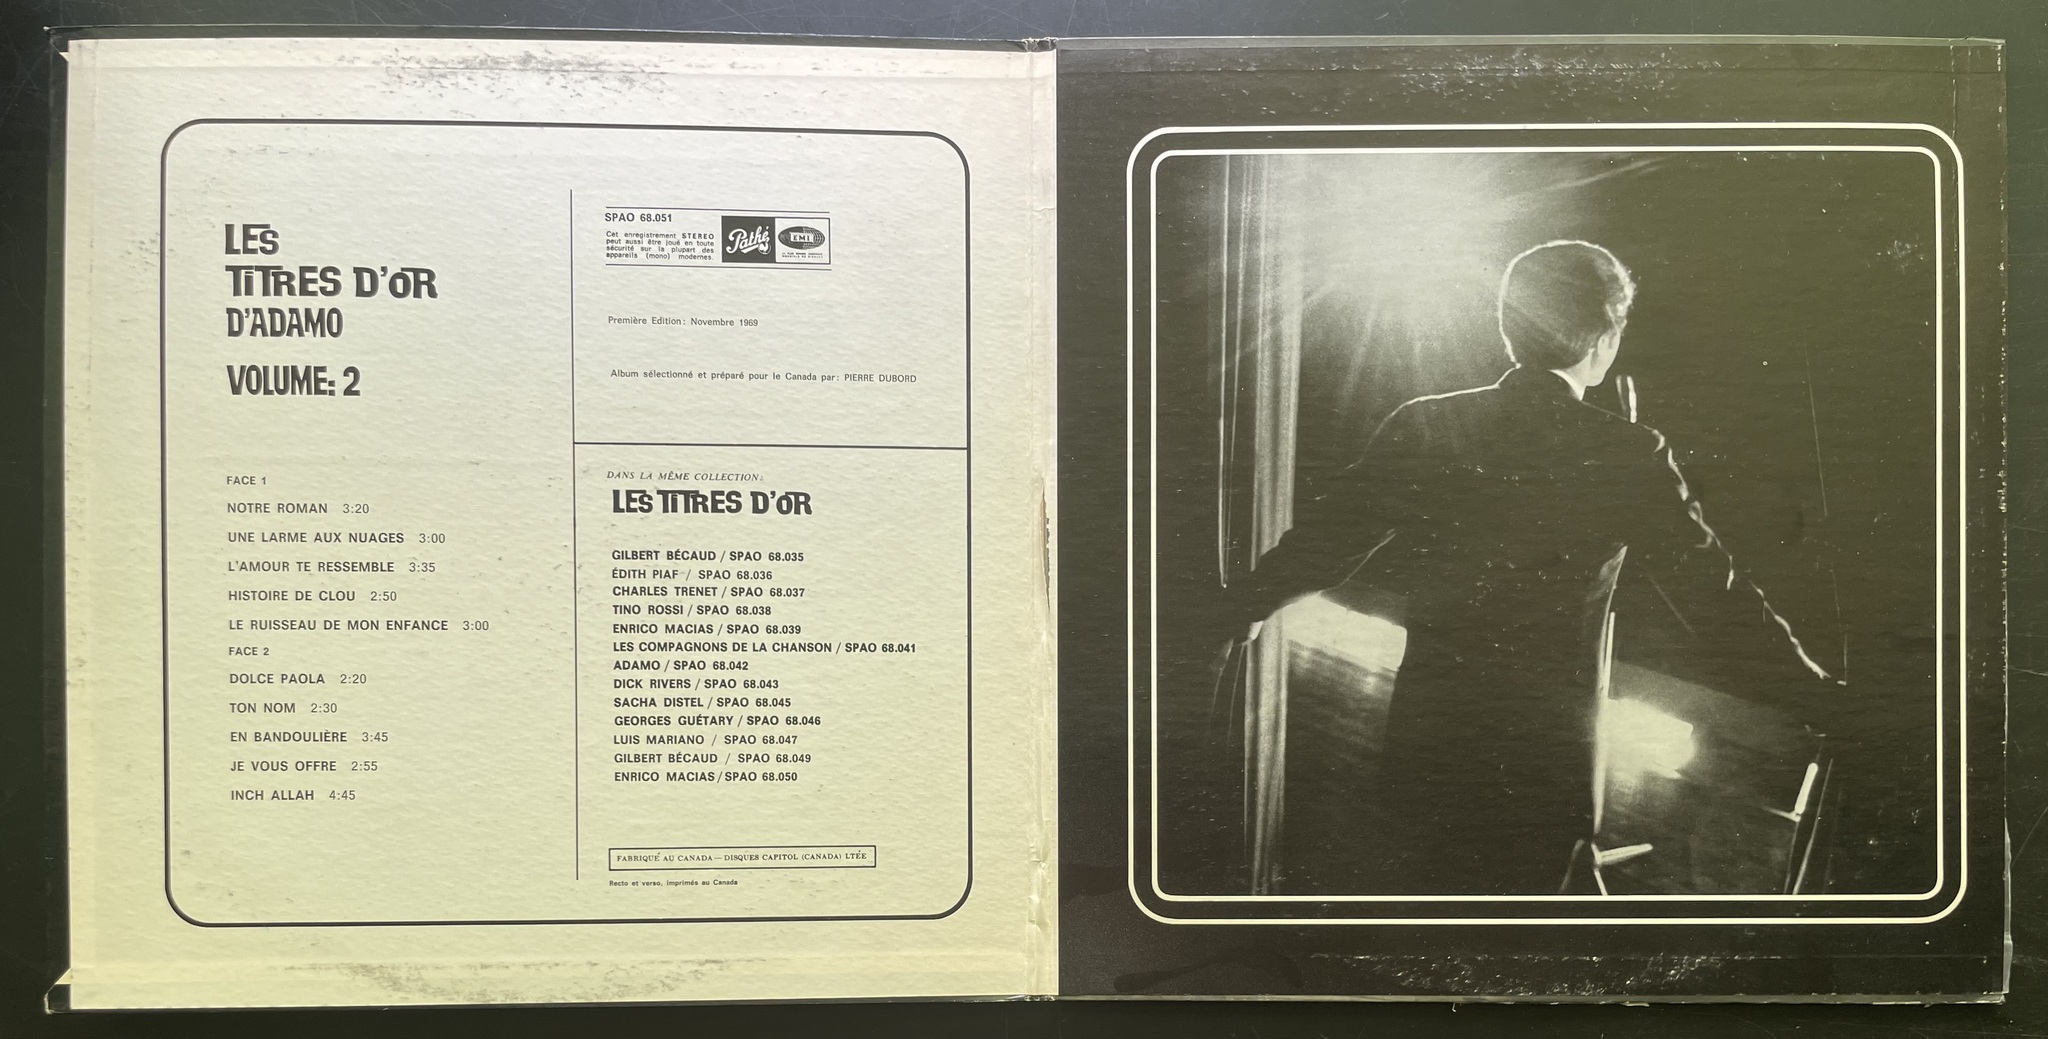 LES
TITRES D'OR
D'ADAMO
VOLUME: 2
FACE 1
NOTRE ROMAN 3:20
UNE LARME AUX NUAGES 3:00
L'AMOUR TE RESSEMBLE 3:35
HISTOIRE DE CLOU 2:50
LE RUISSEAU DE MON ENFANCE 3:00
FACE 2
DOLCE PAOLA 2:20
TON NOM 2:30
EN BANDOULIÈRE 3:45
JE VOUS OFFRE 2:55
INCH ALLAH 4:45
SPAO 68.051
Cet enregistrement STEREO
peut aussi être joué en toute
sécurité sur la plupart des
appareils (mono) modernes.
Pathé
EMI
Première Edition: Novembre 1969
Album sélectionné et préparé pour le Canada par: PIERRE DUBORD
DANS LA MÊME COLLECTION:
LES TITRES D'OR
GILBERT BÉCAUD / SPAO 68.035
ÉDITH PIAF / SPAO 68.036
CHARLES TRENET / SPAO 68.037
TINO ROSSI / SPAO 68.038
ENRICO MACIAS / SPAO 68.039
LES COMPAGNONS DE LA CHANSON / SPAO 68.041
ADAMO / SPAO 68.042
DICK RIVERS / SPAO 68.043
SACHA DISTEL / SPAO 68.045
GEORGES GUÉTARY / SPAO 68.046
LUIS MARIANO / SPAO 68.047
GILBERT BÉCAUD / SPAO 68.049
ENRICO MACIAS / SPAO 68.050
FABRIQUÉ AU CANADA — DISQUES CAPITOL (CANADA) LTÉE
Recto et verso, imprimés au Canada